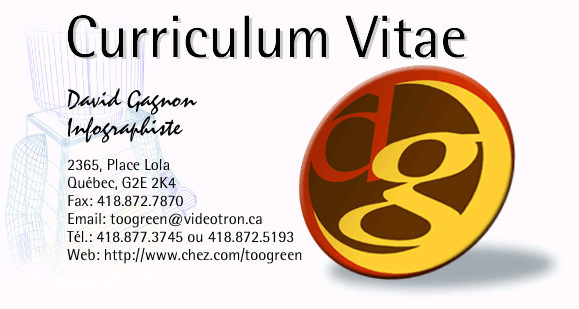 Curriculum Vitae
David Gagnon
Infographiste
2365, Place Lola
Québec, G2E 2K4
Fax: 418.872.7870
Email: toogreen@videotron.ca
Tél.: 418.877.3745 ou 418.872.5193
Web: http://www.chez.com/toogreen
dg